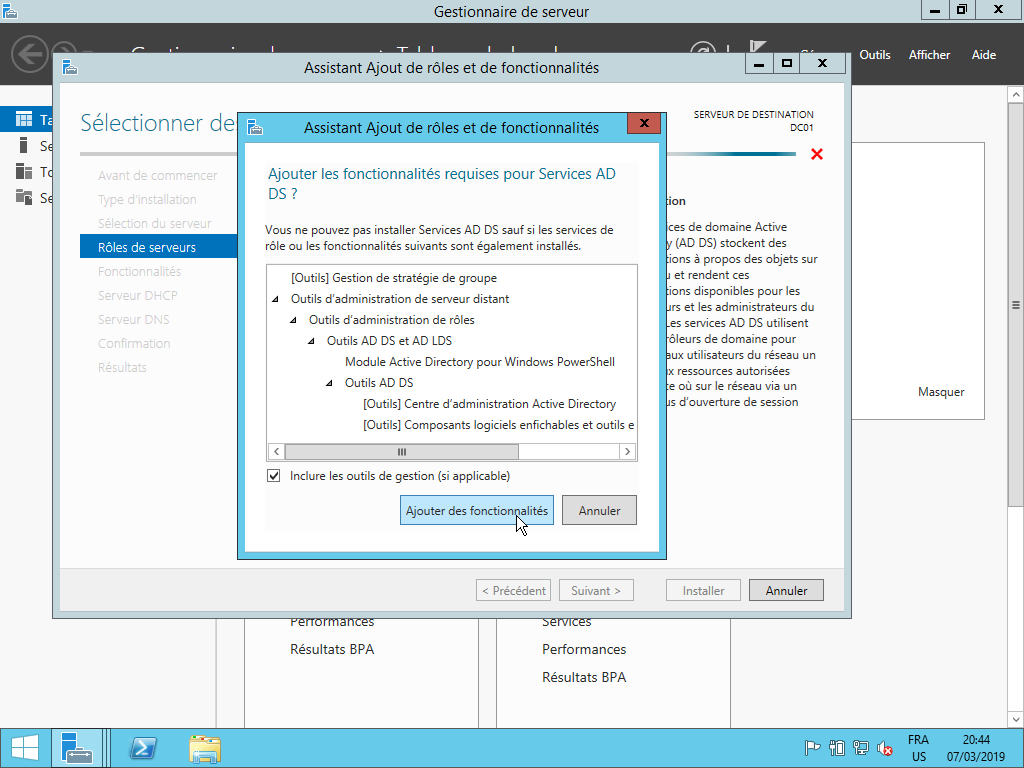 Gestionnaire de serveur
Outils
Afficher
Aide
Assistant Ajout de rôles et de fonctionnalités
Sélectionner des
SERVEUR DE DESTINATION
DC01
Avant de commencer
Type d'installation
Sélection du serveur
Rôles de serveurs
Fonctionnalités
Serveur DHCP
Serveur DNS
Confirmation
Résultats
Assistant Ajout de rôles et de fonctionnalités
Ajouter les fonctionnalités requises pour Services AD
DS ?
Vous ne pouvez pas installer Services AD DS sauf si les services de
rôle ou les fonctionnalités suivants sont également installés.
[Outils] Gestion de stratégie de groupe
Outils d'administration de serveur distant
Outils d'administration de rôles
Outils AD DS et AD LDS
Module Active Directory pour Windows PowerShell
Outils AD DS
[Outils] Centre d'administration Active Directory
[Outils] Composants logiciels enfichables et outils e
Inclure les outils de gestion (si applicable)
Ajouter des fonctionnalités
Annuler
tion
ices de domaine Active
y (AD DS) stockent des
tions à propos des objets sur
u et rendent ces
tions disponibles pour les
urs et les administrateurs du
Les services AD DS utilisent
rôleurs de domaine pour
aux utilisateurs du réseau un
ux ressources autorisées
te où sur le réseau via un
us d'ouverture de session
Masquer
< Précédent
Suivant >
Installer
Annuler
Performances
Résultats BPA
Services
Performances
Résultats BPA
FRA
US
20:44
07/03/2019